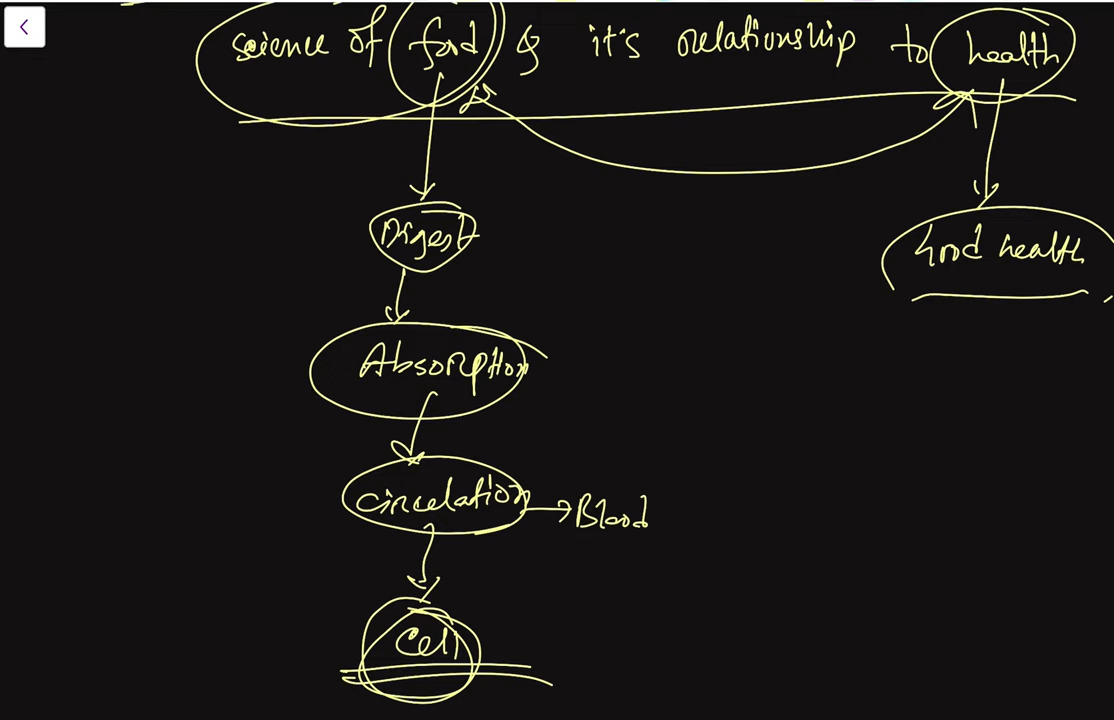 science of food & it's relationship to health
Digest
Good health
Absorption
Circulation → Blood
Cell